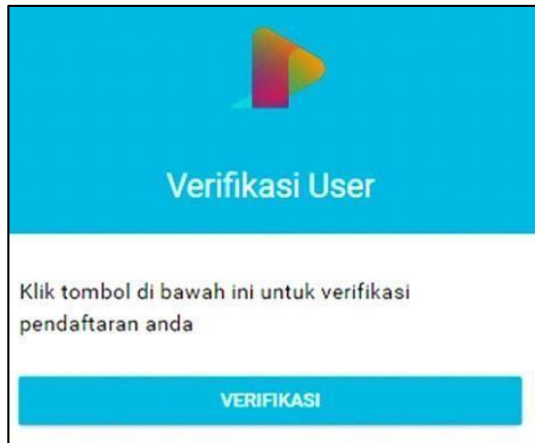 Verifikasi User
Klik tombol di bawah ini untuk verifikasi
pendaftaran anda
VERIFIKASI